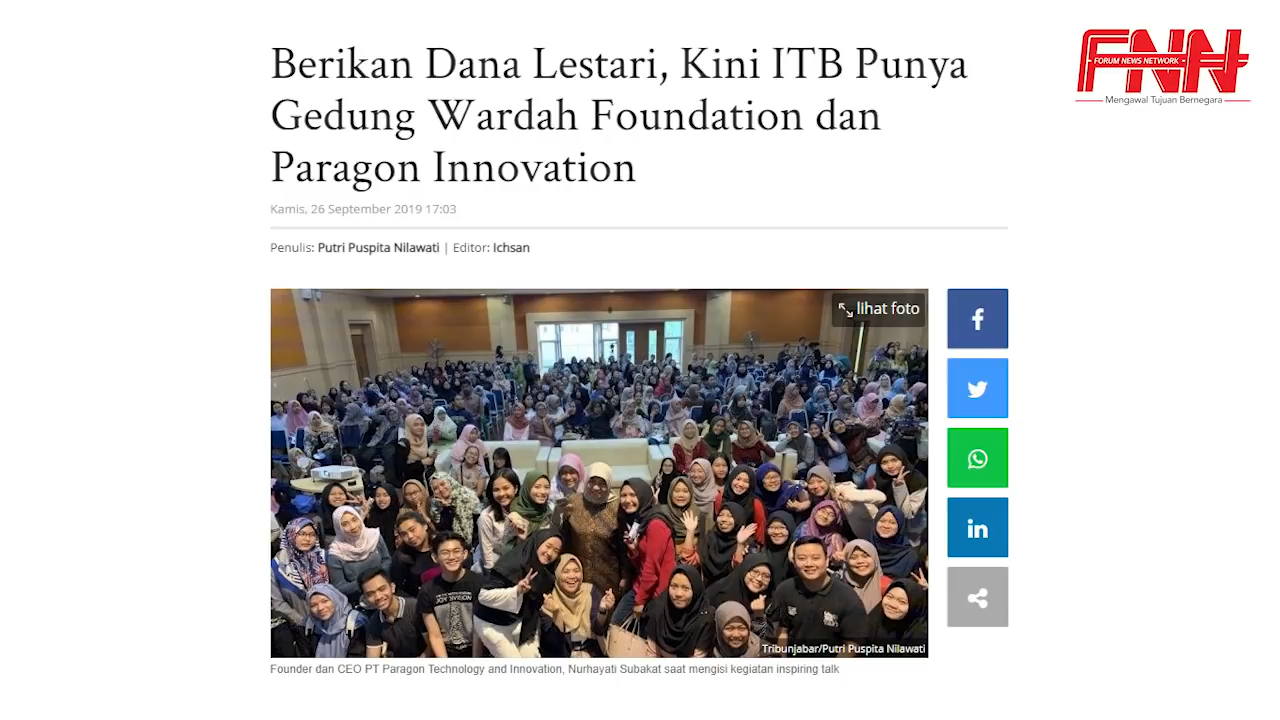 Berikan Dana Lestari, Kini ITB Punya
Gedung Wardah Foundation dan
Paragon Innovation
FNN
FORUM NEWS NETWORK
Mengawal Tujuan Bernegara
Kamis, 26 September 2019 17:03
Penulis: Putri Puspita Nilawati | Editor: Ichsan
lihat foto
Tribunjabar/Putri Puspita Nilawati
Founder dan CEO PT Paragon Technology and Innovation, Nurhayati Subakat saat mengisi kegiatan inspiring talk